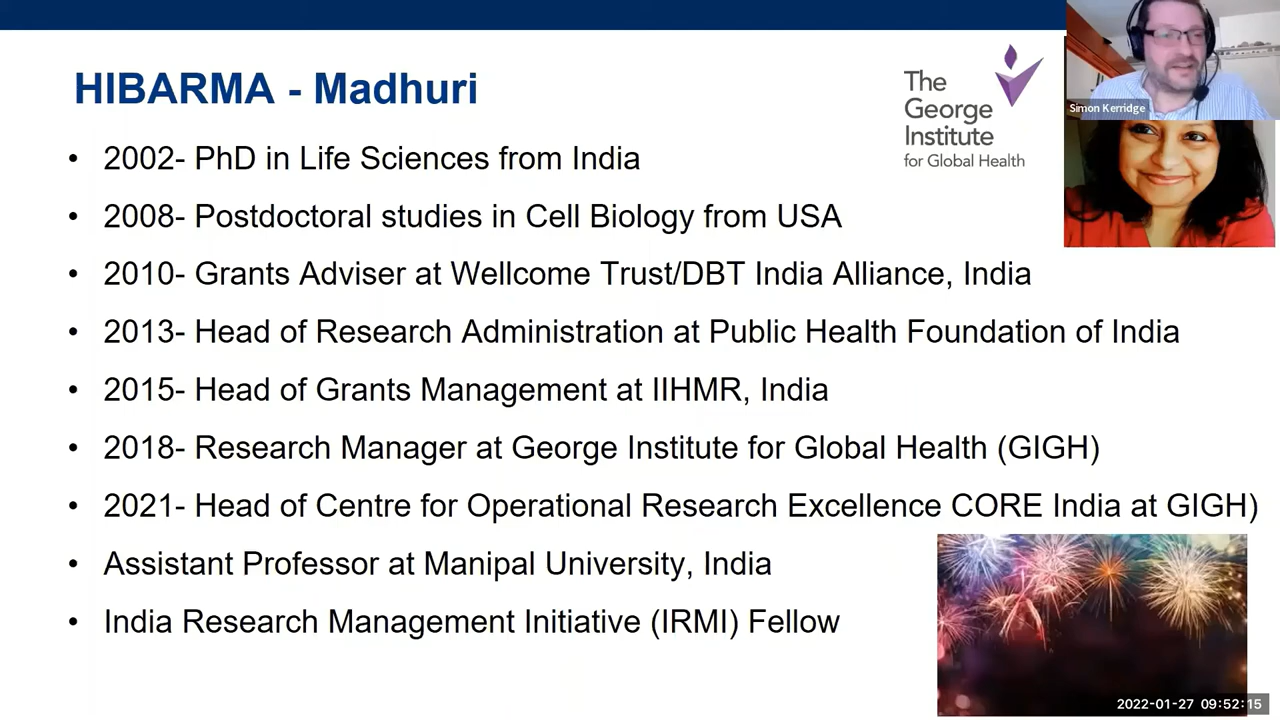 HIBARMA - Madhuri
The
George
Institute
for Global Health
Simon Kerridge
• 2002- PhD in Life Sciences from India
• 2008- Postdoctoral studies in Cell Biology from USA
• 2010- Grants Adviser at Wellcome Trust/DBT India Alliance, India
• 2013- Head of Research Administration at Public Health Foundation of India
• 2015- Head of Grants Management at IIHMR, India
• 2018- Research Manager at George Institute for Global Health (GIGH)
• 2021- Head of Centre for Operational Research Excellence CORE India at GIGH)
• Assistant Professor at Manipal University, India
• India Research Management Initiative (IRMI) Fellow
2022-01-27 09:52:15